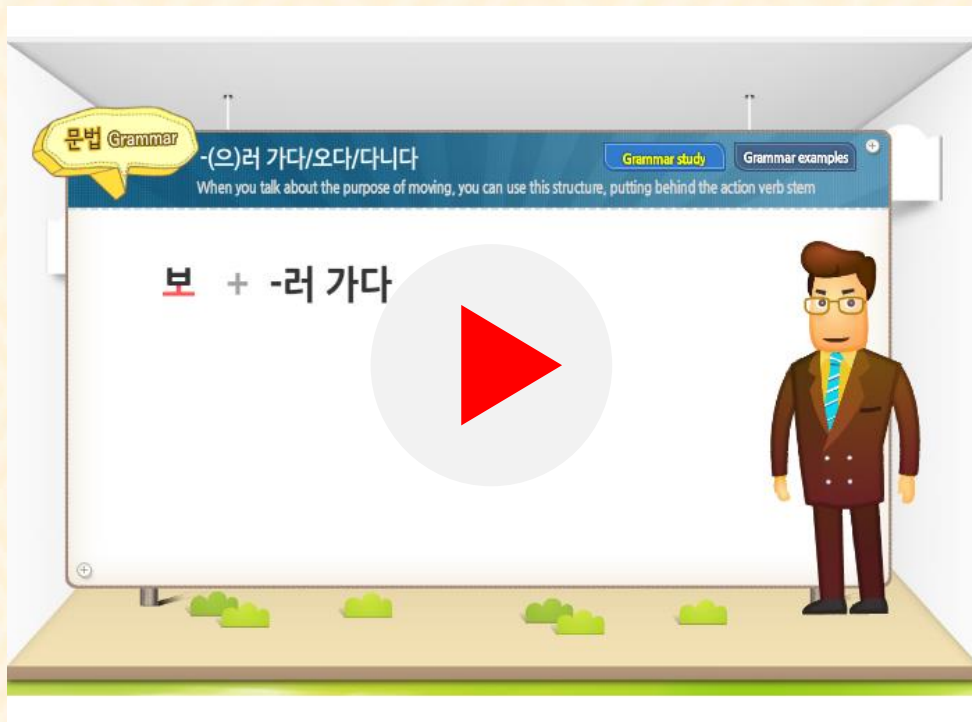 문법 Grammar
-(으)러 가다/오다/다니다
Grammar study
Grammar examples
When you talk about the purpose of moving, you can use this structure, putting behind the action verb stem
보 + -러 가다